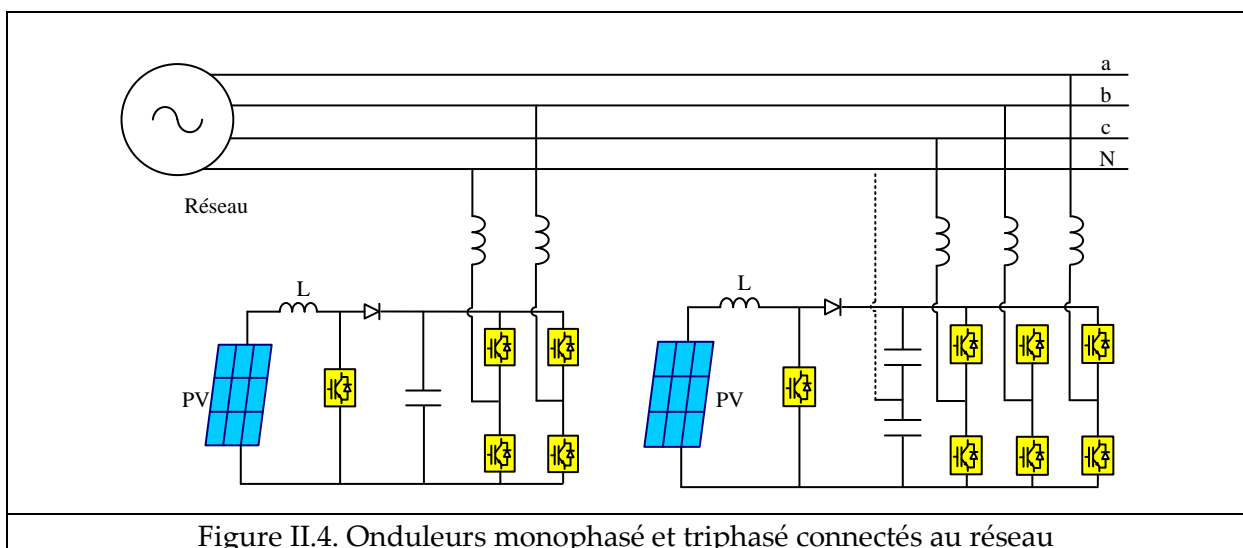 a
b
c
N
Réseau
L
PV
L
PV
Figure II.4. Onduleurs monophasé et triphasé connectés au réseau